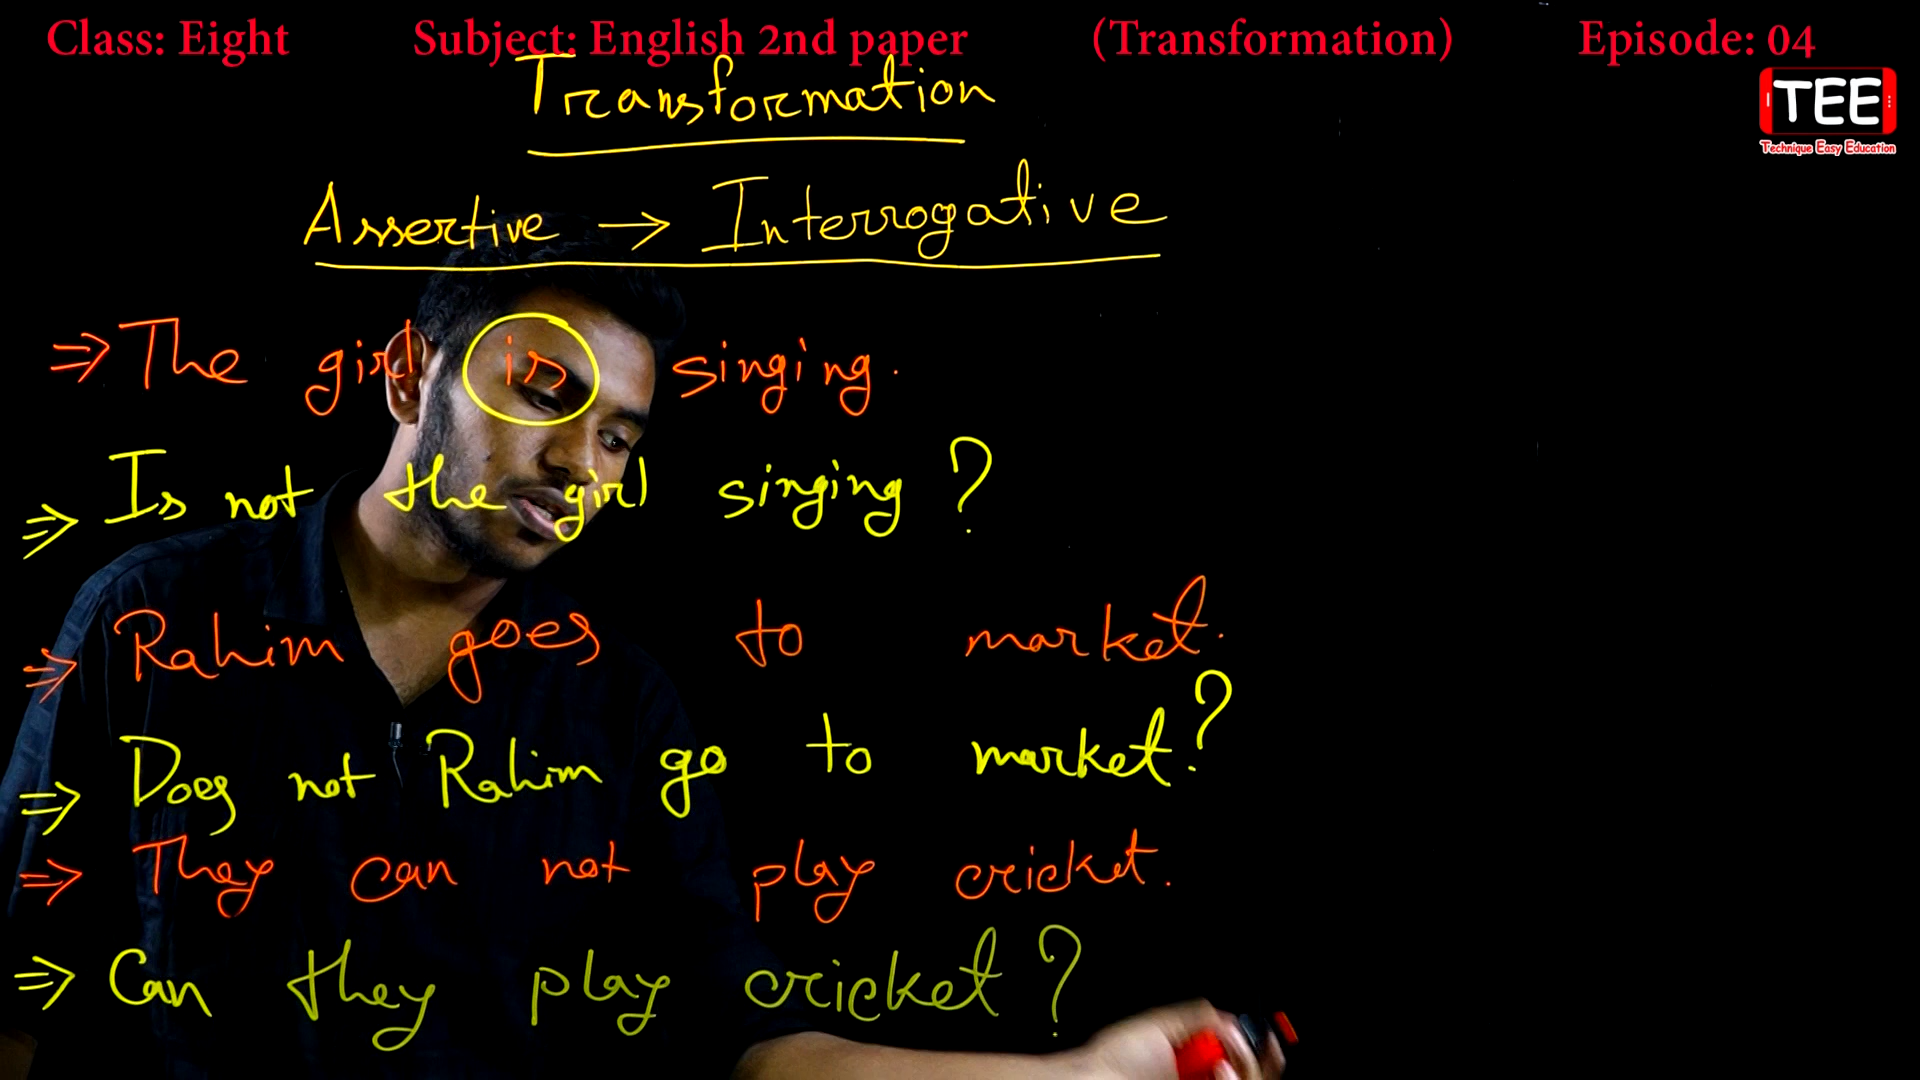 Class: Eight Subject: English 2nd paper (Transformation) Episode: 04
TEE
Technique Easy Education
Transformation
Assertive → Interrogative
⇒ The girl is singing.
⇒ Is not the girl singing?
⇒ Rahim goes to market.
⇒ Does not Rahim go to market?
⇒ They can not play cricket.
⇒ Can they play cricket?